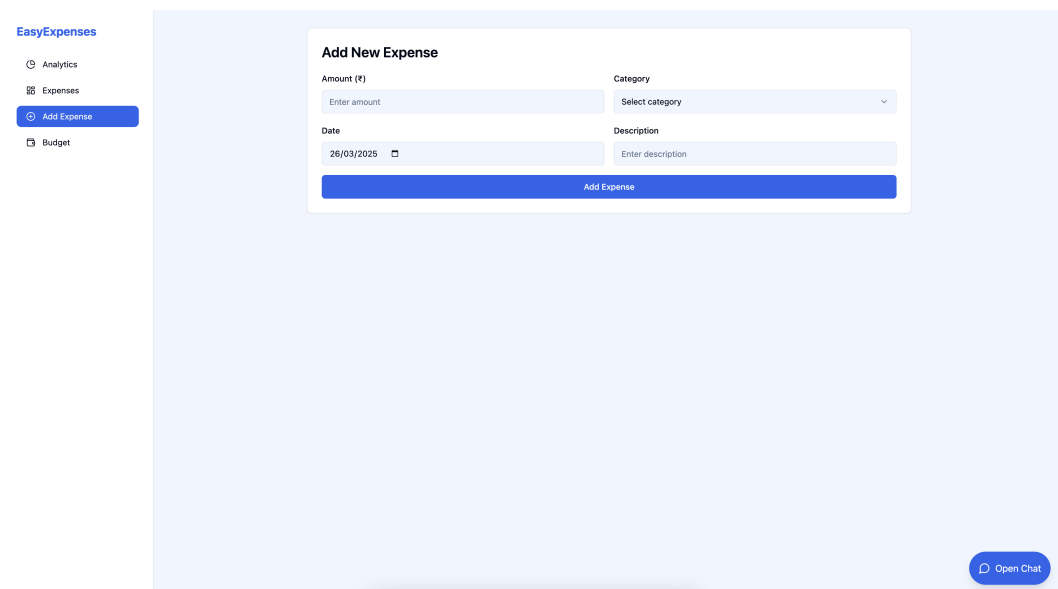 EasyExpenses
Analytics
Expenses
Add Expense
Budget
Add New Expense
Amount (₹)
Enter amount
Category
Select category
Date
26/03/2025
Description
Enter description
Add Expense
Open Chat